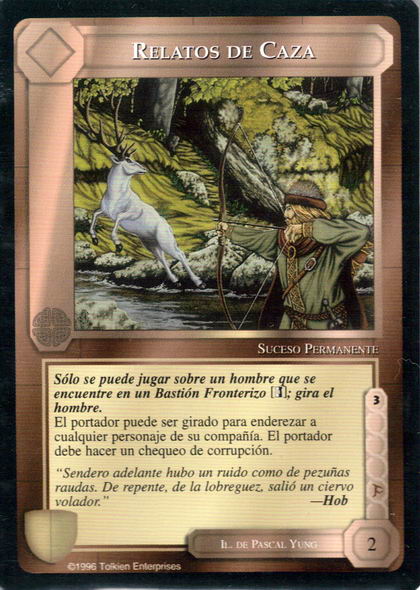 Relatos de Caza
Suceso Permanente
Sólo se puede jugar sobre un hombre que se
encuentre en un Bastión Fronterizo; gira el
hombre.
El portador puede ser girado para enderezar a
cualquier personaje de su compañía. El portador
debe hacer un chequeo de corrupción.
3
“Sendero adelante hubo un ruido como de pezuñas
raudas. De repente, de la lobreguez, salió un ciervo
volador.” —Hob
Il. de Pascal Yung
2
©1996 Tolkien Enterprises